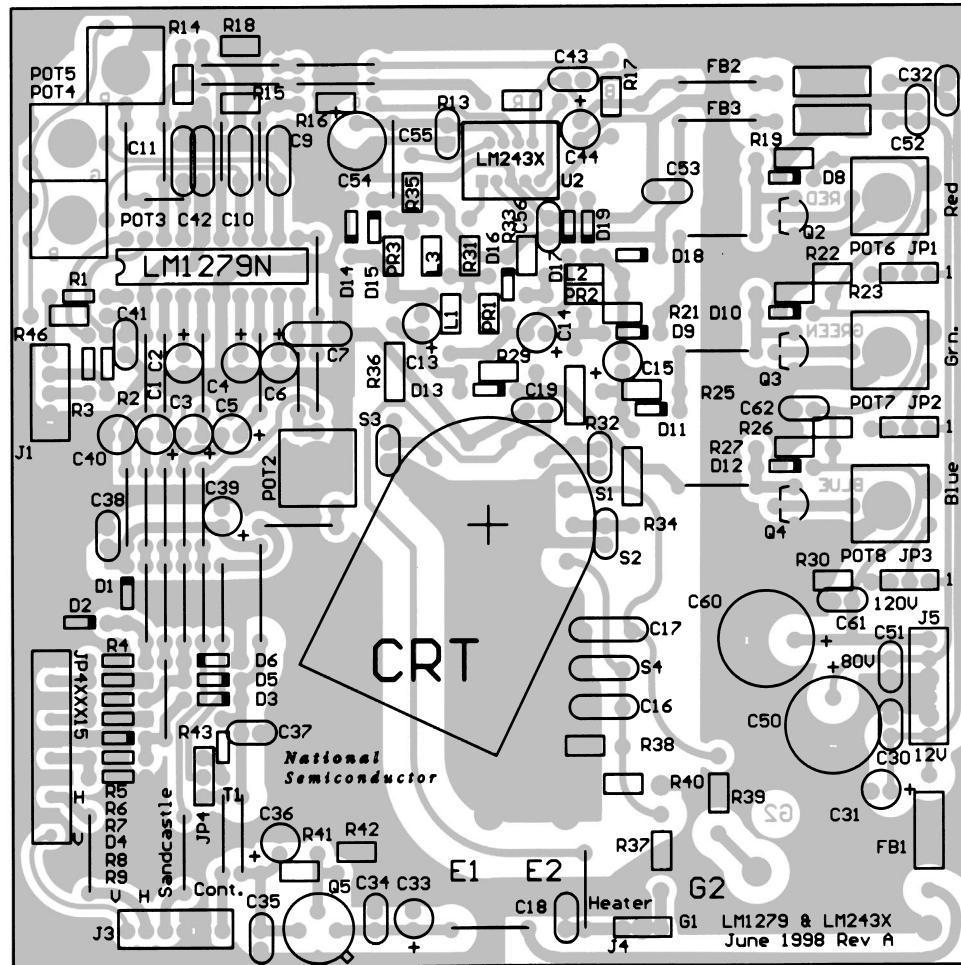 R14 R18 C43 R17 FB2 C32
POT5
POT4
R15 R16 R13 FB3
C11 C9 C55 LM243X C44 R19 C52
C54 U2 C53 D8
R35 RED Red
POT3 C42 C10 R33 C56 D19 Q2
LM1279N PR3 L3 R31 D16 D17 D18 POT6 JP1
D14 D15 L2 R22 1
R1 PR2 R23
R46 C41 L1 PR1 C14 R21 D10
C7 C13 D9 GREEN Grn.
C2 R36 R29 C15 Q3
C1 C4 C6 D13 R25 POT7 JP2
R3 R2 C3 C5 C19 D11 C62
J1 S3 R32 R26 1
C40 POT2 R27
D12
C38 C39 S1 BLUE Blue
R34 Q4
S2 POT8 JP3
D1 R30 1
D2 C60 120V J5
C61
R4 C17 C51
JP4XXX15 D6 CRT 80V
V D5 S4
D3 C16 C50
R43 C37 R38 12V
National C30
Semiconductor
H R5 T1 R40 R39 C31
V R6 JP4 C36 G2
R7 Sandcastle R41 R42 R37 FB1
D4
R8
R9 E1 E2 G2
V H Cont. C35 Q5 C34 C33 C18 Heater
J3 J4 G1 LM1279 & LM243X
June 1998 Rev A